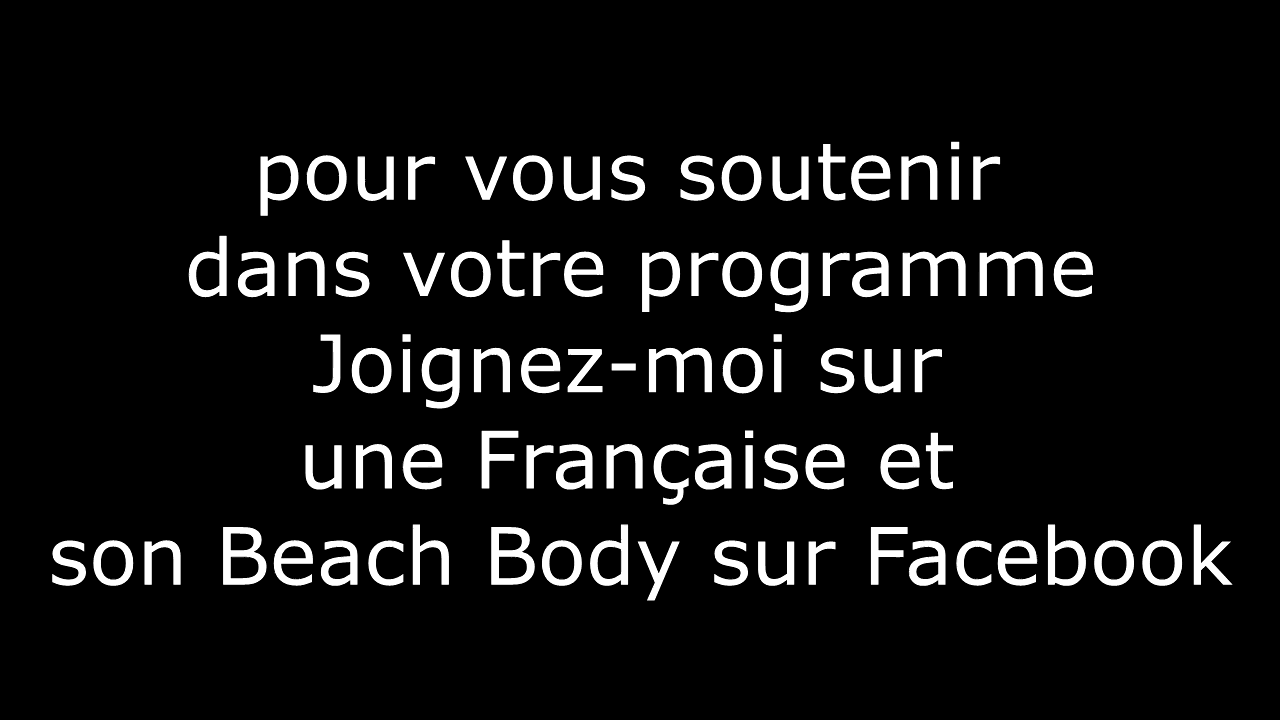 pour vous soutenir
dans votre programme
Joignez-moi sur
une Française et
son Beach Body sur Facebook